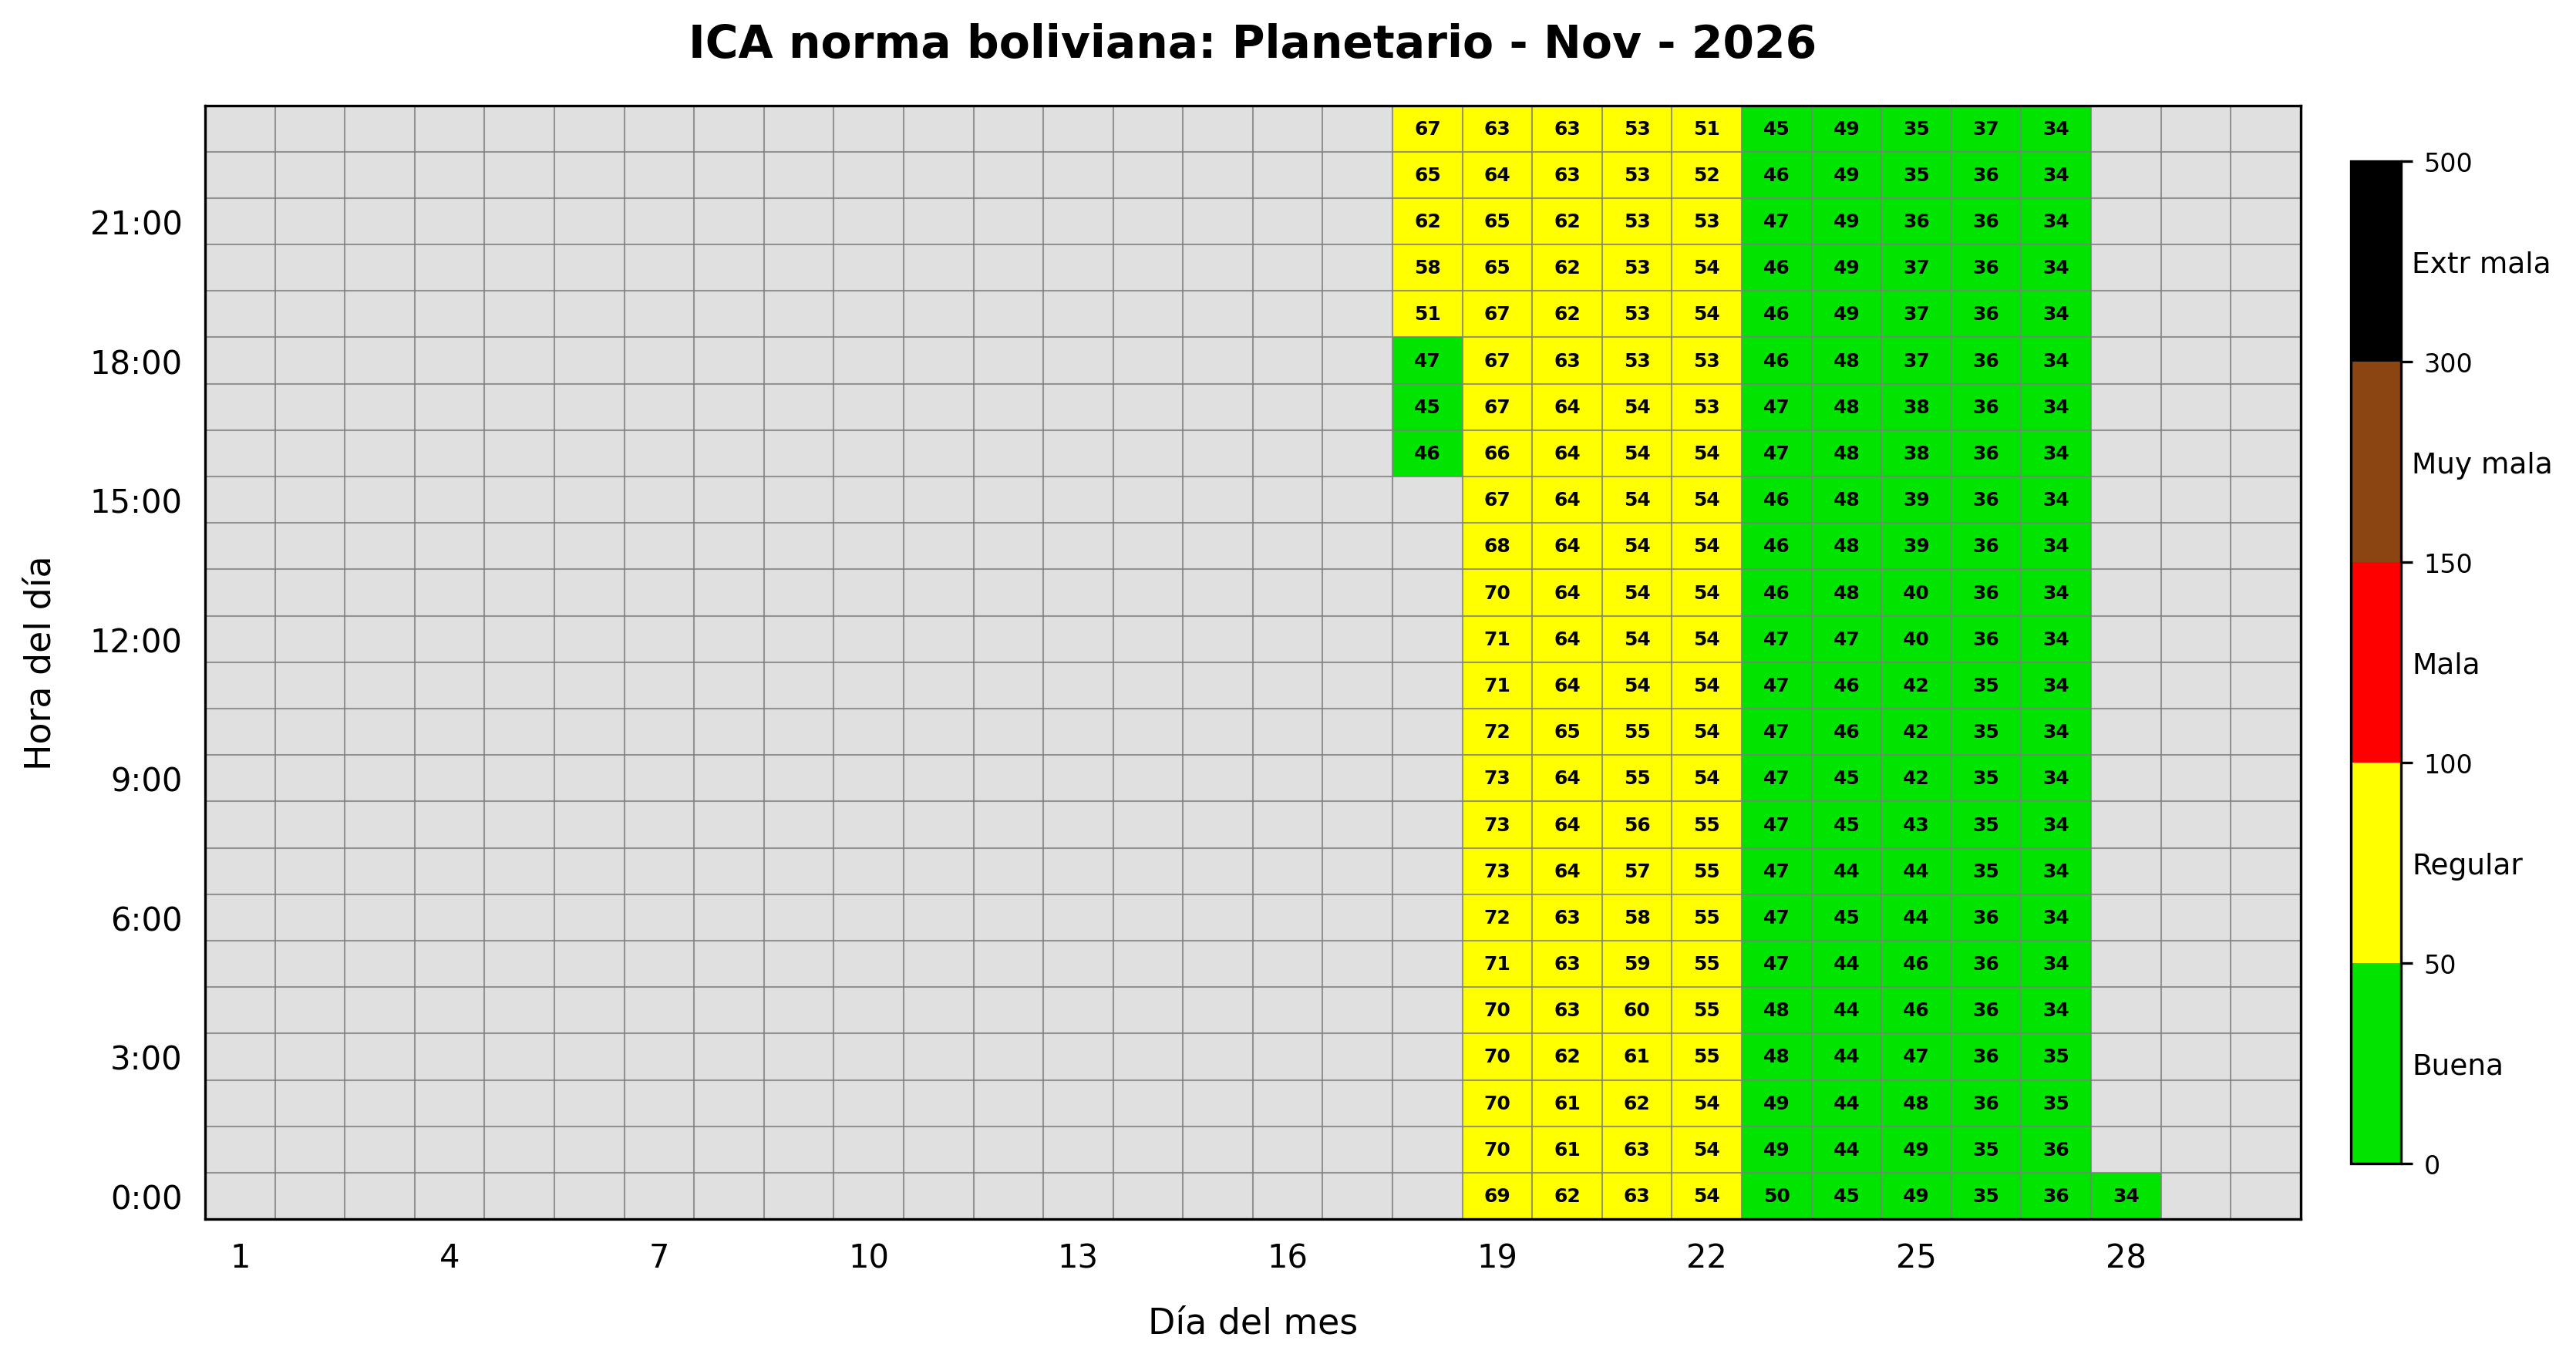 ICA norma boliviana: Planetario - Nov - 2026
67 63 63 53 51 45 49 35 37 34
65 64 63 53 52 46 49 35 36 34
21:00 62 65 62 53 53 47 49 36 36 34
58 65 62 53 54 46 49 37 36 34
51 67 62 53 54 46 49 37 36 34
18:00 47 67 63 53 53 46 48 37 36 34
45 67 64 54 53 47 48 38 36 34
46 66 64 54 54 47 48 38 36 34
15:00 67 64 54 54 46 48 39 36 34
68 64 54 54 46 48 39 36 34
70 64 54 54 46 48 40 36 34
12:00 71 64 54 54 47 47 40 36 34
71 64 54 54 47 46 42 35 34
72 65 55 54 47 46 42 35 34
9:00 73 64 55 54 47 45 42 35 34
73 64 56 55 47 45 43 35 34
73 64 57 55 47 44 44 35 34
6:00 72 63 58 55 47 45 44 36 34
71 63 59 55 47 44 46 36 34
70 63 60 55 48 44 46 36 34
3:00 70 62 61 55 48 44 47 36 35
70 61 62 54 49 44 48 36 35
70 61 63 54 49 44 49 35 36
0:00 69 62 63 54 50 45 49 35 36 34
1 4 7 10 13 16 19 22 25 28
Día del mes
Hora del día
500
Extr mala
300
Muy mala
150
Mala
100
Regular
50
Buena
0